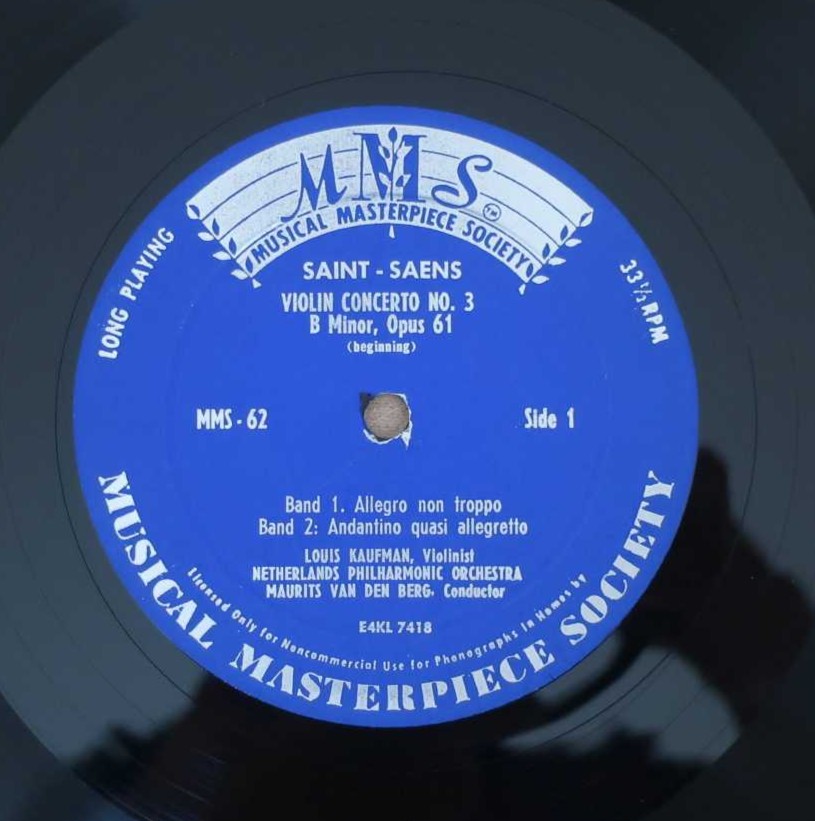 MMS™
MUSICAL MASTERPIECE SOCIETY
LONG PLAYING
33⅓ RPM
SAINT - SAENS
VIOLIN CONCERTO NO. 3
B Minor, Opus 61
(beginning)
MMS - 62
Side 1
Band 1. Allegro non troppo
Band 2: Andantino quasi allegretto
LOUIS KAUFMAN, Violinist
NETHERLANDS PHILHARMONIC ORCHESTRA
MAURITS VAN DEN BERG, Conductor
E4KL 7418
Licensed Only for Noncommercial Use for Phonographs in Homes by
MUSICAL MASTERPIECE SOCIETY